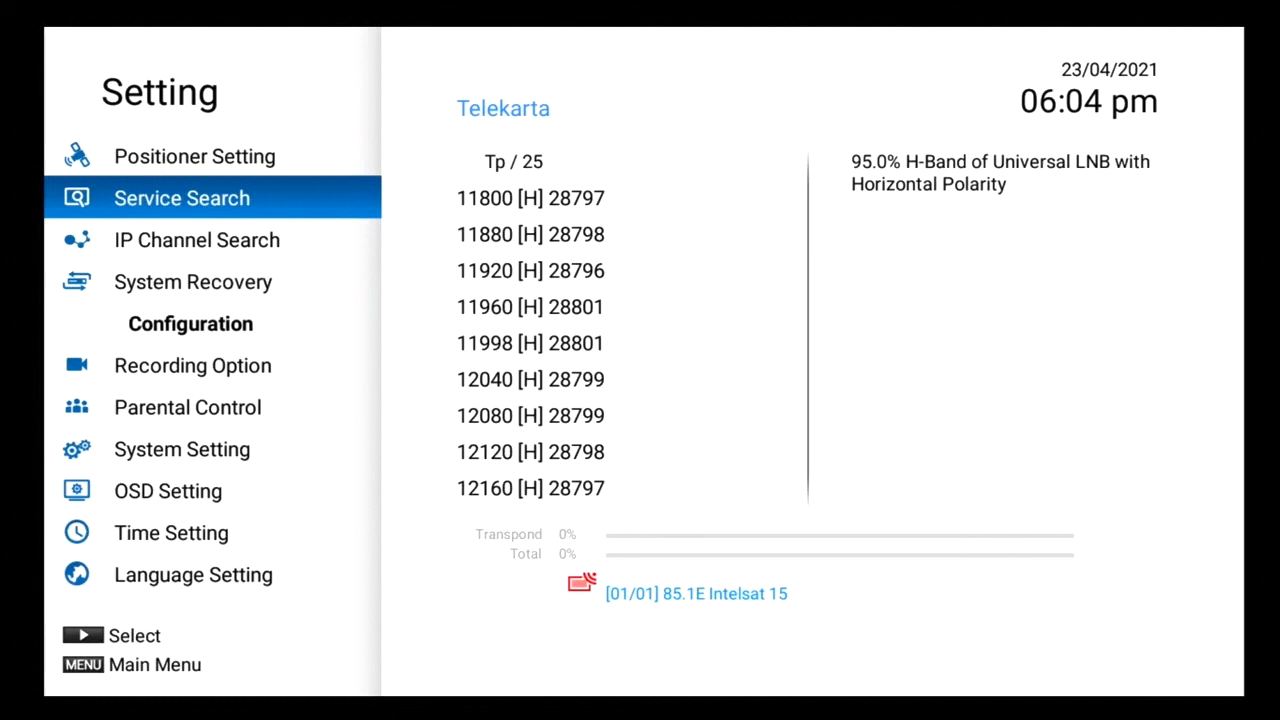 Setting
Positioner Setting
Service Search
IP Channel Search
System Recovery
Configuration
Recording Option
Parental Control
System Setting
OSD Setting
Time Setting
Language Setting
Select
MENU Main Menu
Telekarta
23/04/2021
06:04 pm
Tp / 25
11800 [H] 28797
11880 [H] 28798
11920 [H] 28796
11960 [H] 28801
11998 [H] 28801
12040 [H] 28799
12080 [H] 28799
12120 [H] 28798
12160 [H] 28797
95.0% H-Band of Universal LNB with
Horizontal Polarity
Transpond 0%
Total 0%
[01/01] 85.1E Intelsat 15